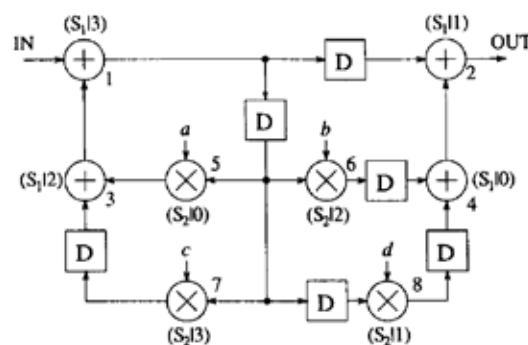 (S₁|3) (S₁|1)
IN + 1 D + 2 OUT
D
a b
(S₁|2) + 3 × 5 × 6 D + 4 (S₁|0)
(S₂|0) (S₂|2)
D c d D
× 7 D × 8
(S₂|3) (S₂|1)